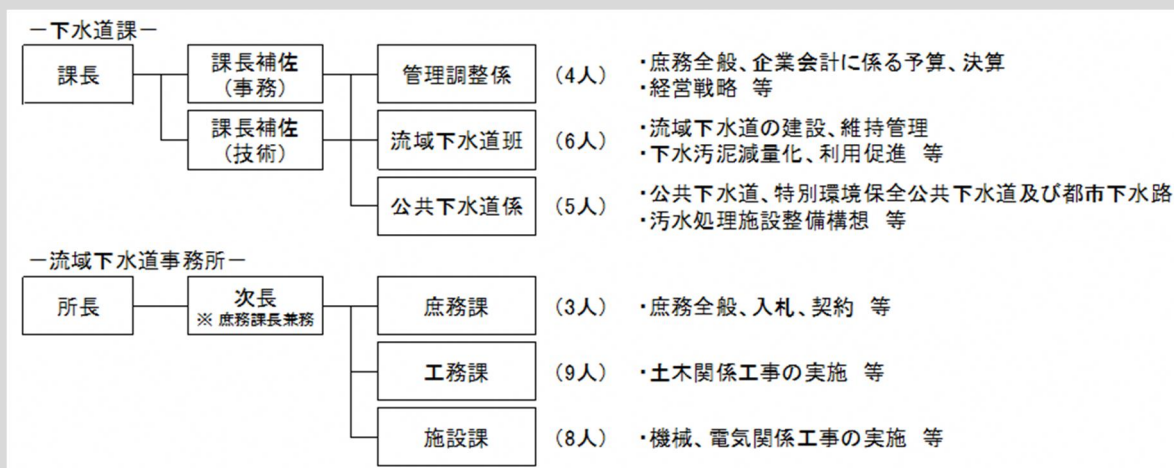 －下水道課－
課長
課長補佐
（事務）
管理調整係
（4人）
・庶務全般、企業会計に係る予算、決算
・経営戦略 等
課長補佐
（技術）
流域下水道班
（6人）
・流域下水道の建設、維持管理
・下水汚泥減量化、利用促進 等
公共下水道係
（5人）
・公共下水道、特別環境保全公共下水道及び都市下水路
・汚水処理施設整備構想 等
－流域下水道事務所－
所長
次長
※ 庶務課長兼務
庶務課
（3人）
・庶務全般、入札、契約 等
工務課
（9人）
・土木関係工事の実施 等
施設課
（8人）
・機械、電気関係工事の実施 等